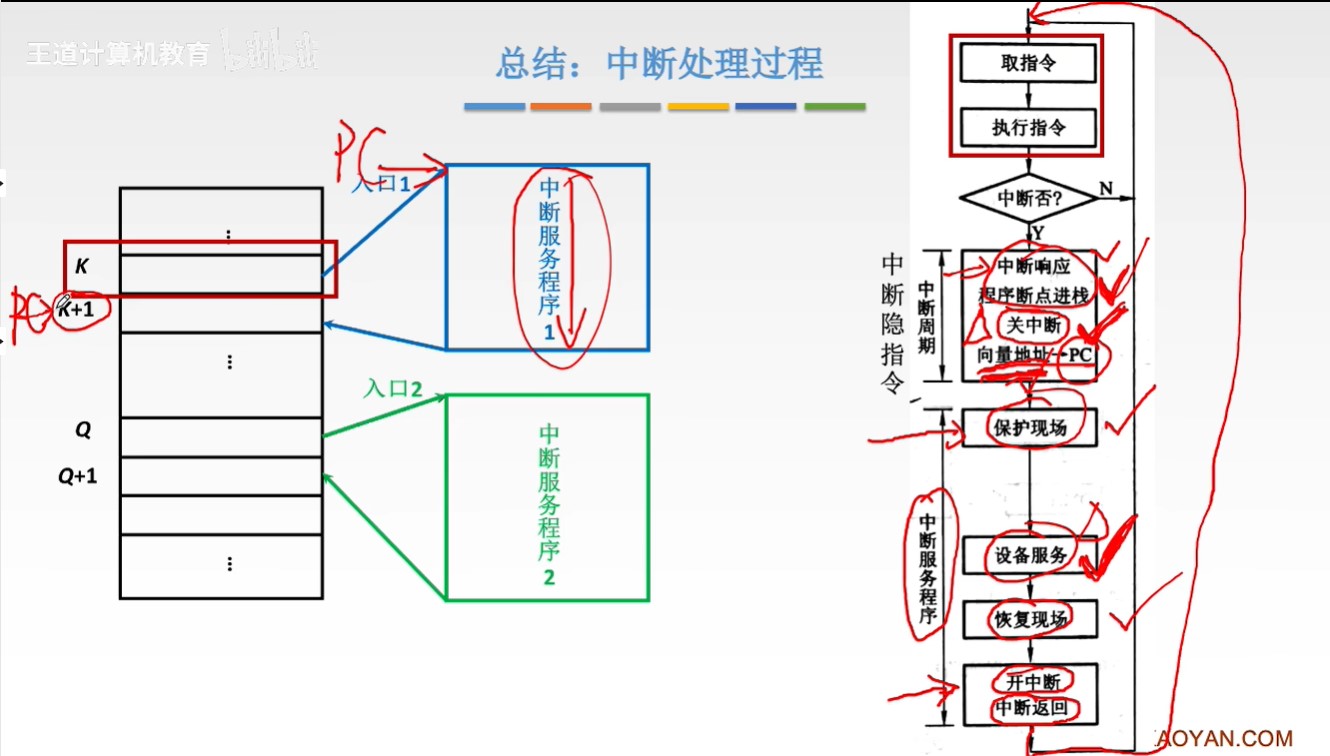 王道计算机教育 bilibili
总结：中断处理过程
PC
入口1
中断服务程序1
⋮
K
PC
K+1
⋮
入口2
Q
Q+1
中断服务程序2
⋮
取指令
执行指令
中断否?
N
Y
中断隐指令
中断周期
中断响应
程序断点进栈
关中断
向量地址→PC
中断服务程序
保护现场
设备服务
恢复现场
开中断
中断返回
AOYAN.COM